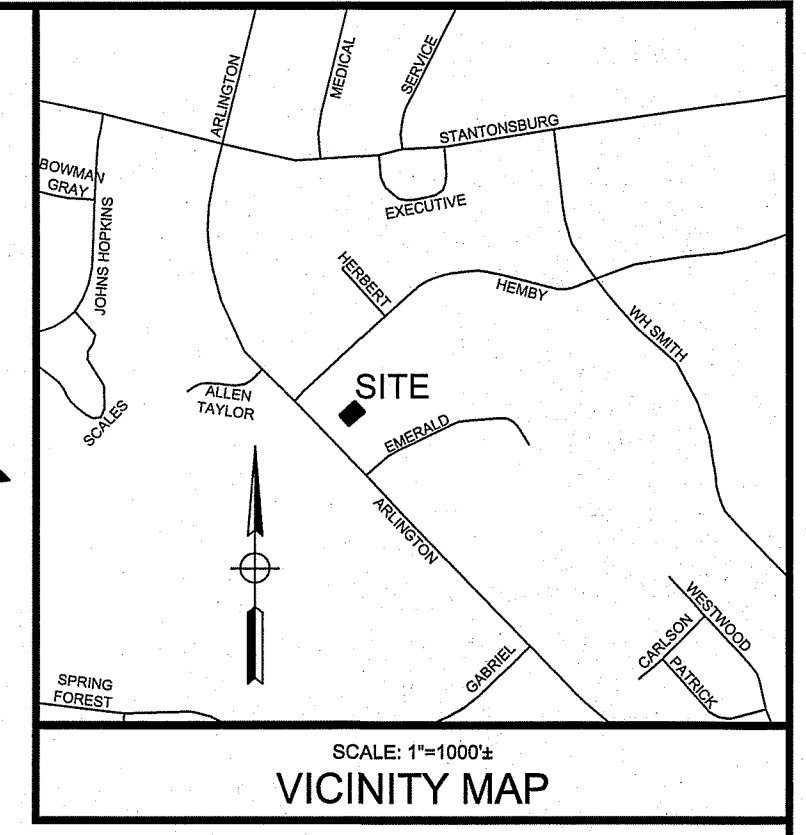 ARLINGTON
MEDICAL
SERVICE
STANTONSBURG
BOWMAN
GRAY
EXECUTIVE
JOHNS HOPKINS
HERBERT
HEMBY
WH SMITH
SITE
ALLEN
TAYLOR
SCALES
EMERALD
ARLINGTON
WESTWOOD
CARLSON
PATRICK
GABRIEL
SPRING
FOREST
SCALE: 1"=1000'±
VICINITY MAP